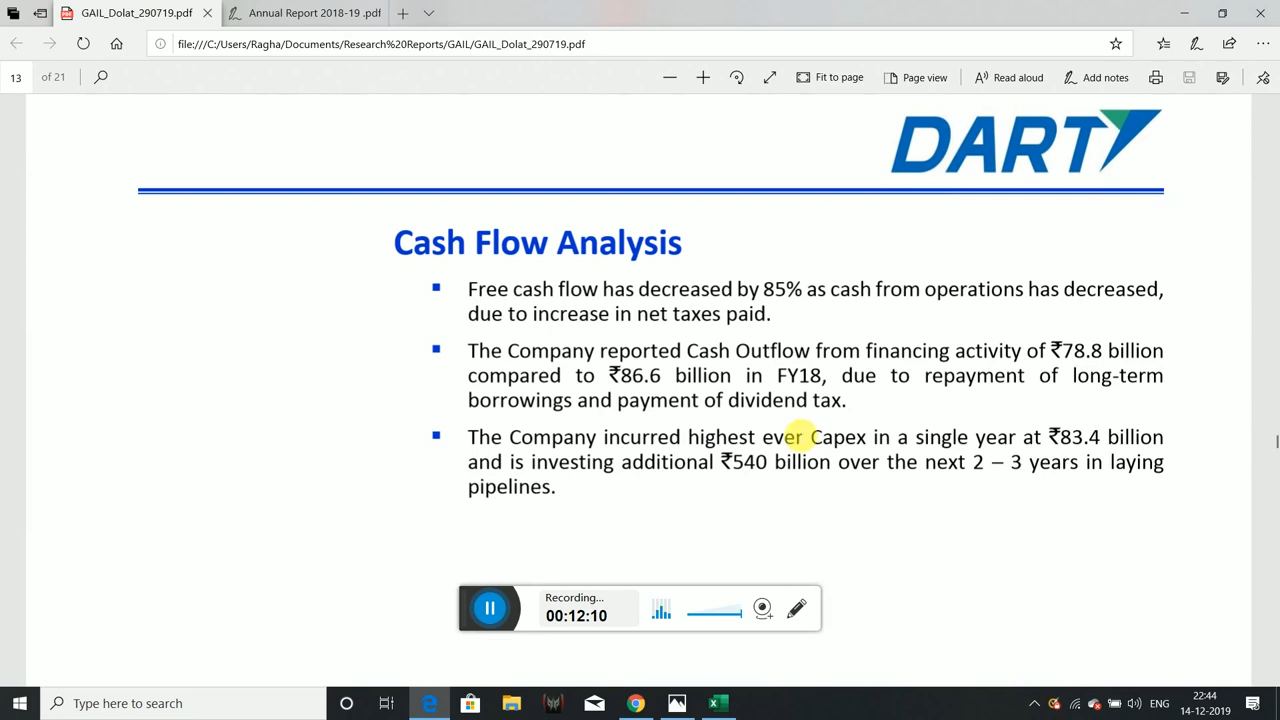 GAIL_Dolat_290719.pdf
Annual Report 2018-19 .pdf
file:///C:/Users/Ragha/Documents/Research%20Reports/GAIL/GAIL_Dolat_290719.pdf
13 of 21
Fit to page
Page view
Read aloud
Add notes
DART
Cash Flow Analysis
Free cash flow has decreased by 85% as cash from operations has decreased,
due to increase in net taxes paid.
The Company reported Cash Outflow from financing activity of ₹78.8 billion
compared to ₹86.6 billion in FY18, due to repayment of long-term
borrowings and payment of dividend tax.
The Company incurred highest ever Capex in a single year at ₹83.4 billion
and is investing additional ₹540 billion over the next 2 – 3 years in laying
pipelines.
Recording...
00:12:10
Type here to search
ENG
22:44
14-12-2019